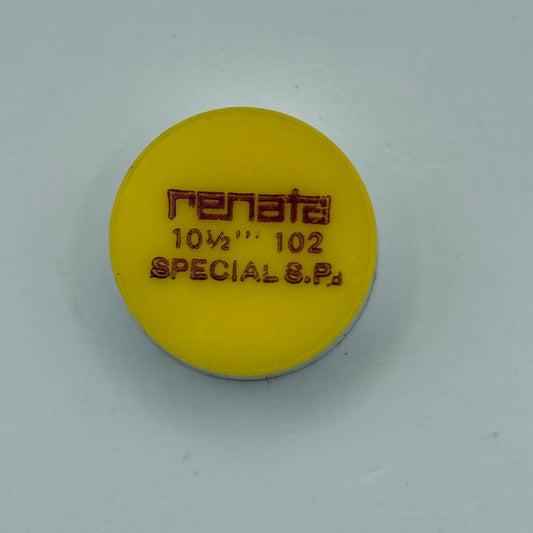 renata
10½''' 102
SPECIAL S.P.d